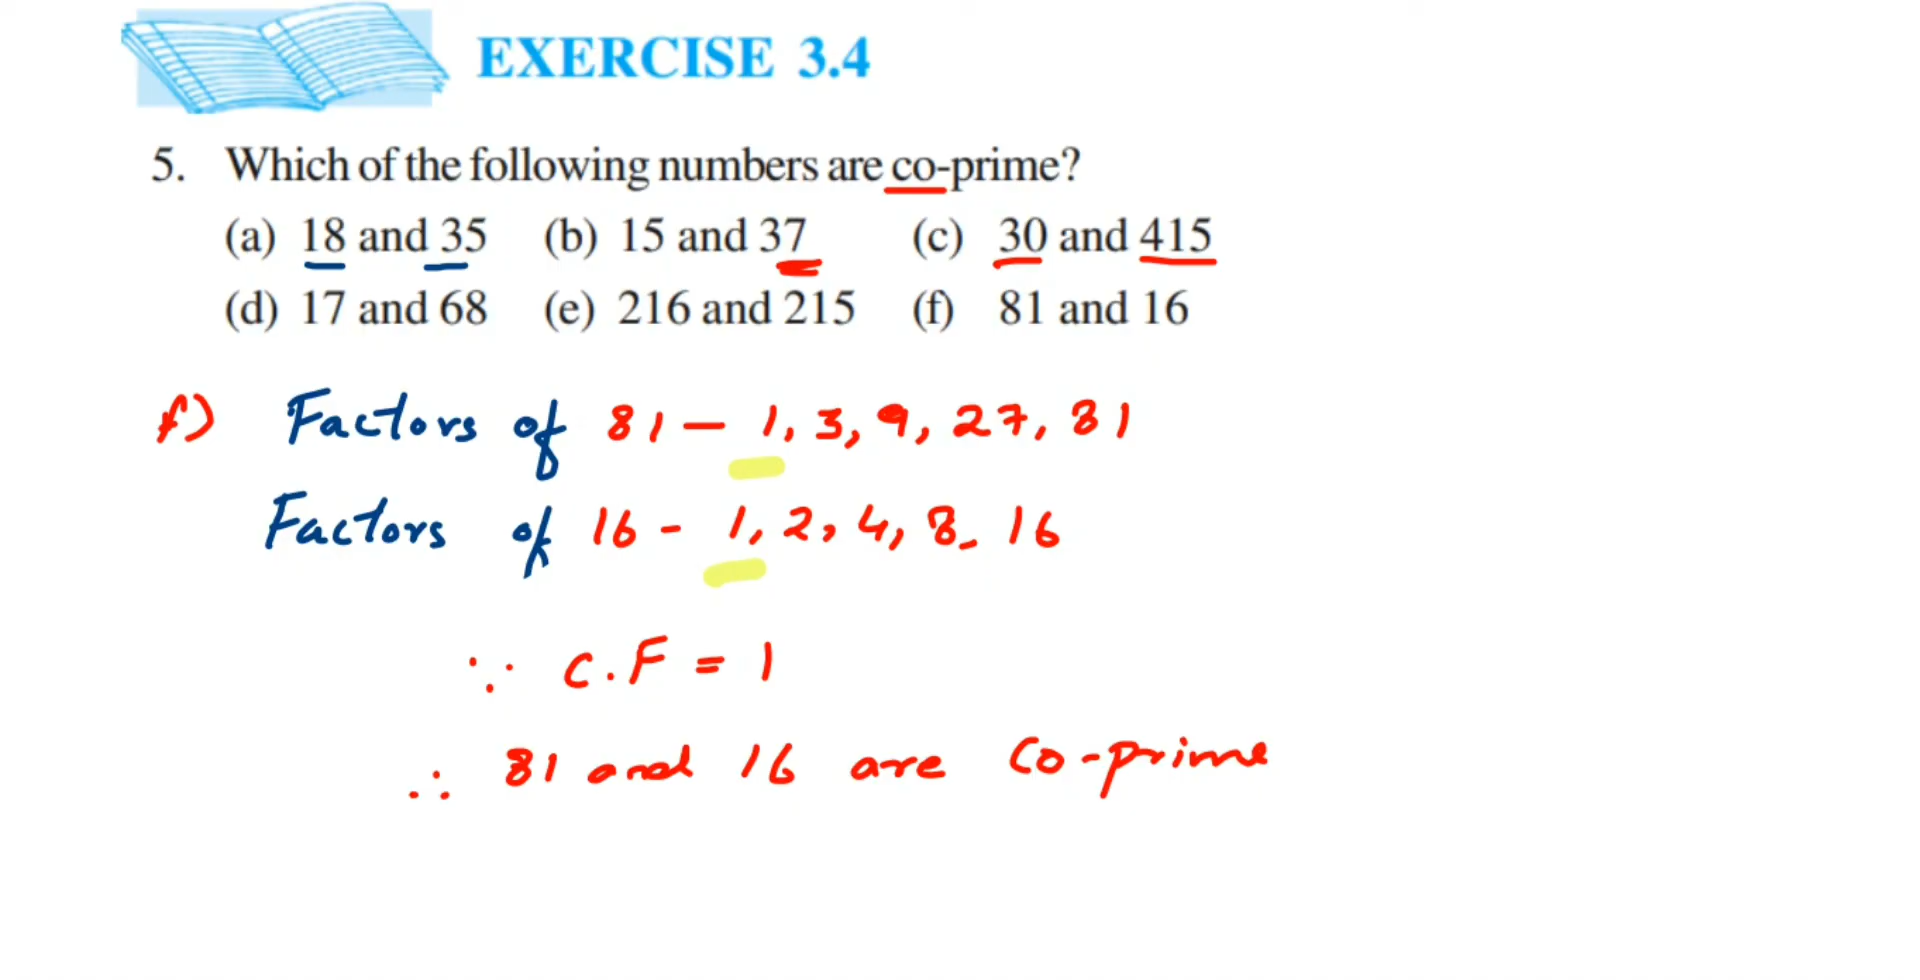 EXERCISE 3.4
5. Which of the following numbers are co-prime?
(a) 18 and 35 (b) 15 and 37 (c) 30 and 415
(d) 17 and 68 (e) 216 and 215 (f) 81 and 16
f) Factors of 81 – 1, 3, 9, 27, 81
Factors of 16 - 1, 2, 4, 8, 16
∵ C.F = 1
∴ 81 and 16 are Co-prime